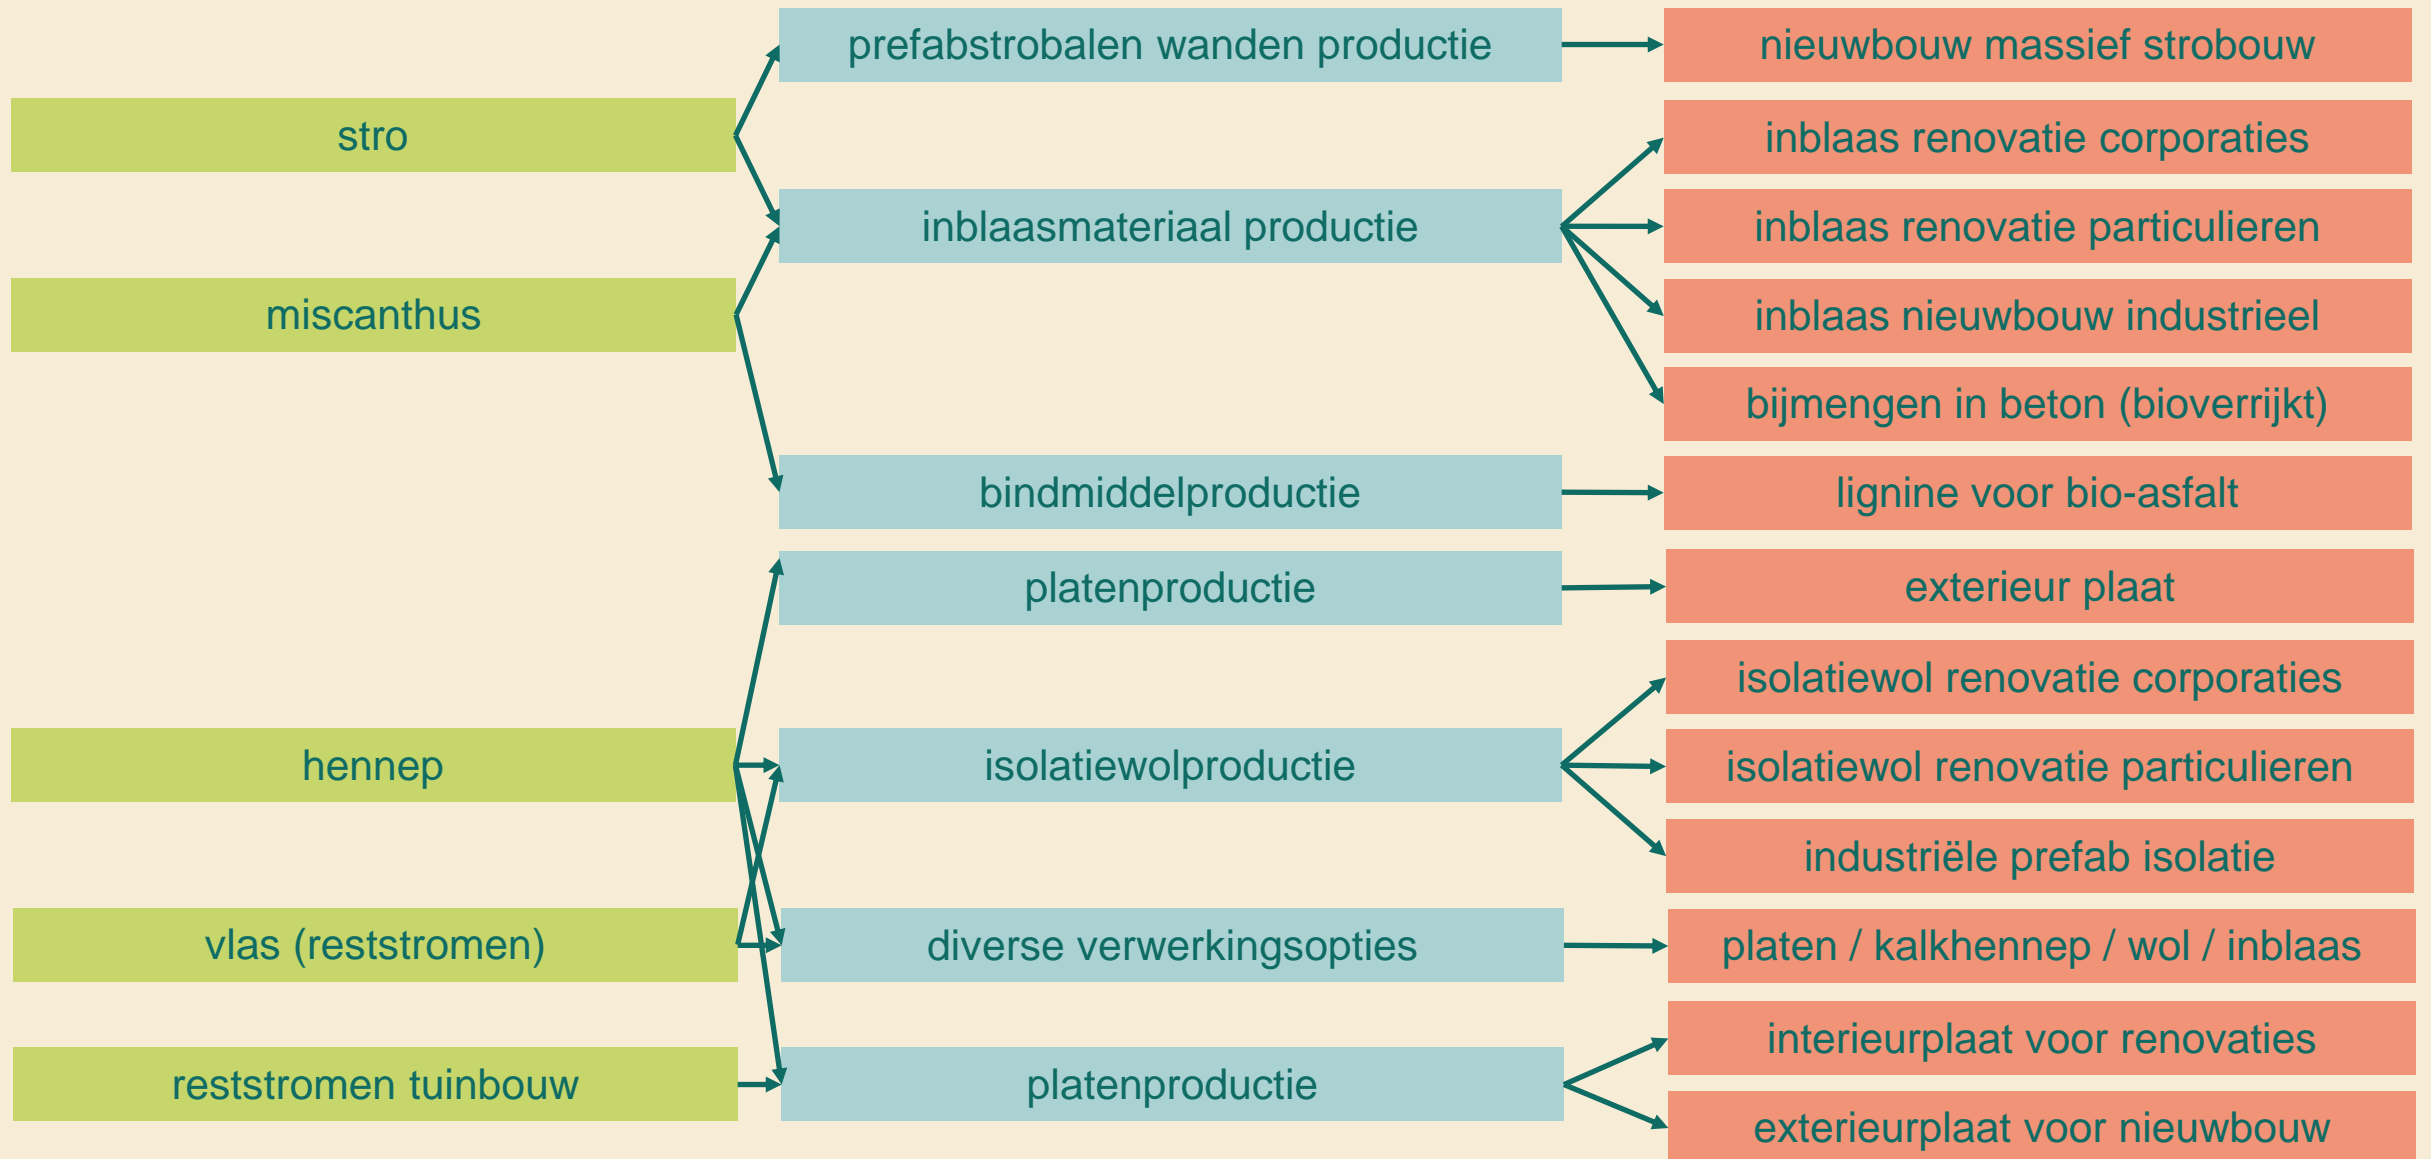 stro
miscanthus
hennep
vlas (reststromen)
reststromen tuinbouw
prefabstrobalen wanden productie
inblaasmateriaal productie
bindmiddelproductie
platenproductie
isolatiewolproductie
diverse verwerkingsopties
platenproductie
nieuwbouw massief strobouw
inblaas renovatie corporaties
inblaas renovatie particulieren
inblaas nieuwbouw industrieel
bijmengen in beton (bioverrijkt)
lignine voor bio-asfalt
exterieur plaat
isolatiewol renovatie corporaties
isolatiewol renovatie particulieren
industriële prefab isolatie
platen / kalkhennep / wol / inblaas
interieurplaat voor renovaties
exterieurplaat voor nieuwbouw